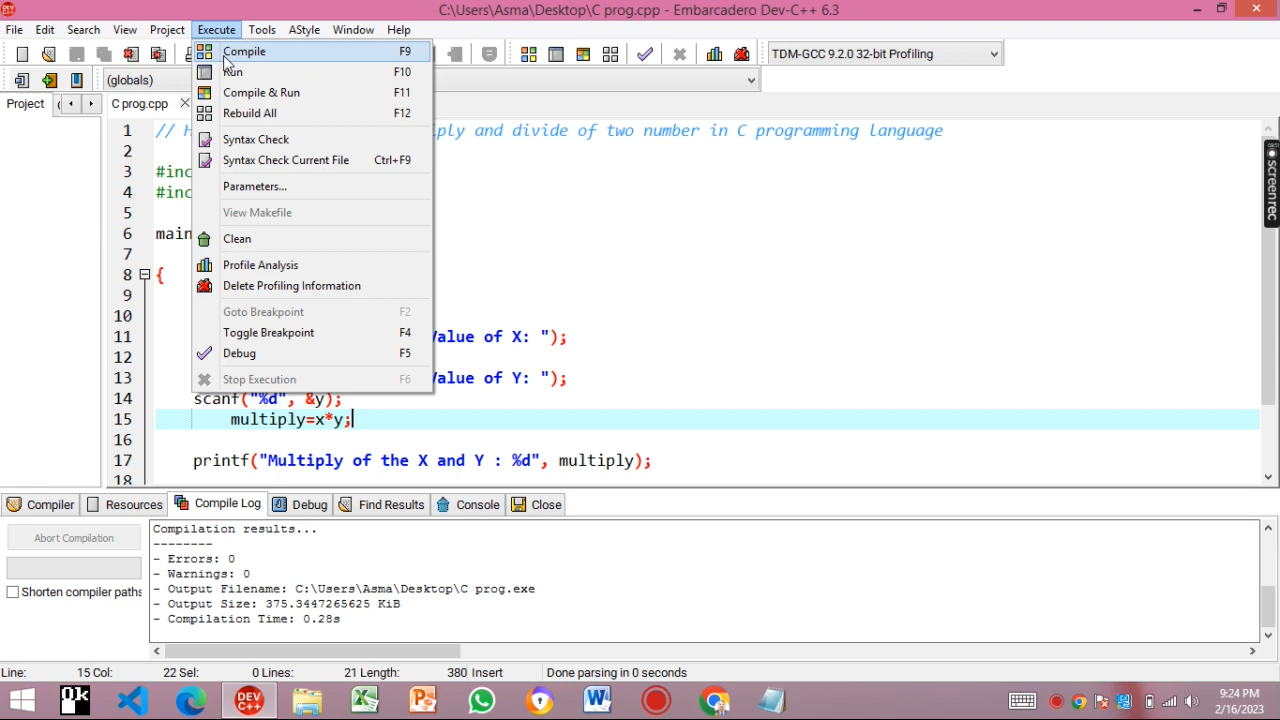 C:\Users\Asma\Desktop\C prog.cpp - Embarcadero Dev-C++ 6.3
File Edit Search View Project Execute Tools AStyle Window Help
TDM-GCC 9.2.0 32-bit Profiling
(globals)
Project C prog.cpp
Compile F9
Run F10
Compile & Run F11
Rebuild All F12
Syntax Check
Syntax Check Current File Ctrl+F9
Parameters...
View Makefile
Clean
Profile Analysis
Delete Profiling Information
Goto Breakpoint F2
Toggle Breakpoint F4
Debug F5
Stop Execution F6
1 // H ply and divide of two number in C programming language
2
3 #inc
4 #inc
5
6 main
7
8 {
9
10
11 Value of X: ");
12
13 Value of Y: ");
14 scanf("%d", &y);
15 multiply=x*y;
16
17 printf("Multiply of the X and Y : %d", multiply);
18
screenrec
Compiler Resources Compile Log Debug Find Results Console Close
Abort Compilation
Shorten compiler paths
Compilation results...
--------
- Errors: 0
- Warnings: 0
- Output Filename: C:\Users\Asma\Desktop\C prog.exe
- Output Size: 375.3447265625 KiB
- Compilation Time: 0.28s
Line: 15 Col: 22 Sel: 0 Lines: 21 Length: 380 Insert Done parsing in 0 seconds
Ok
DEV C++
9:24 PM
2/16/2023